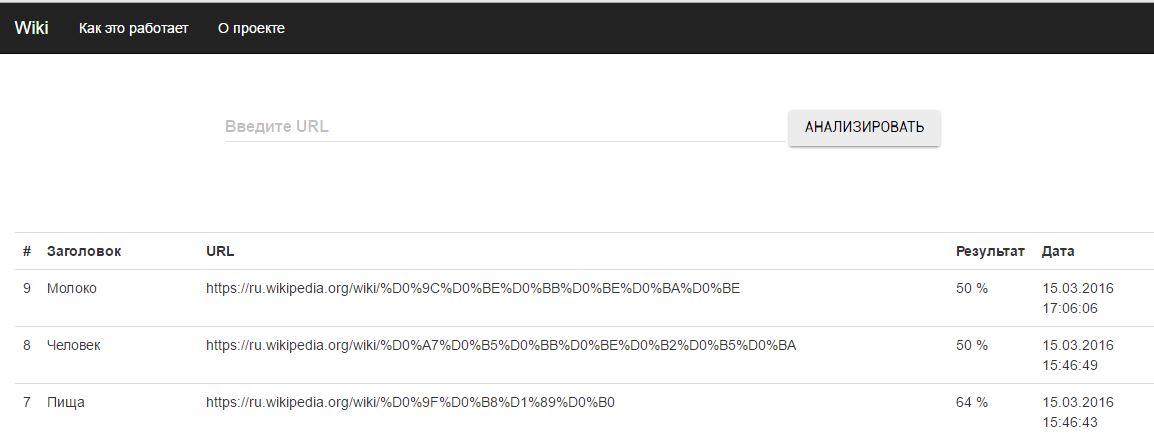 Wiki Как это работает О проекте
Введите URL АНАЛИЗИРОВАТЬ
# Заголовок URL Результат Дата
9 Молоко https://ru.wikipedia.org/wiki/%D0%9C%D0%BE%D0%BB%D0%BE%D0%BA%D0%BE 50 % 15.03.2016
17:06:06
8 Человек https://ru.wikipedia.org/wiki/%D0%A7%D0%B5%D0%BB%D0%BE%D0%B2%D0%B5%D0%BA 50 % 15.03.2016
15:46:49
7 Пища https://ru.wikipedia.org/wiki/%D0%9F%D0%B8%D1%89%D0%B0 64 % 15.03.2016
15:46:43